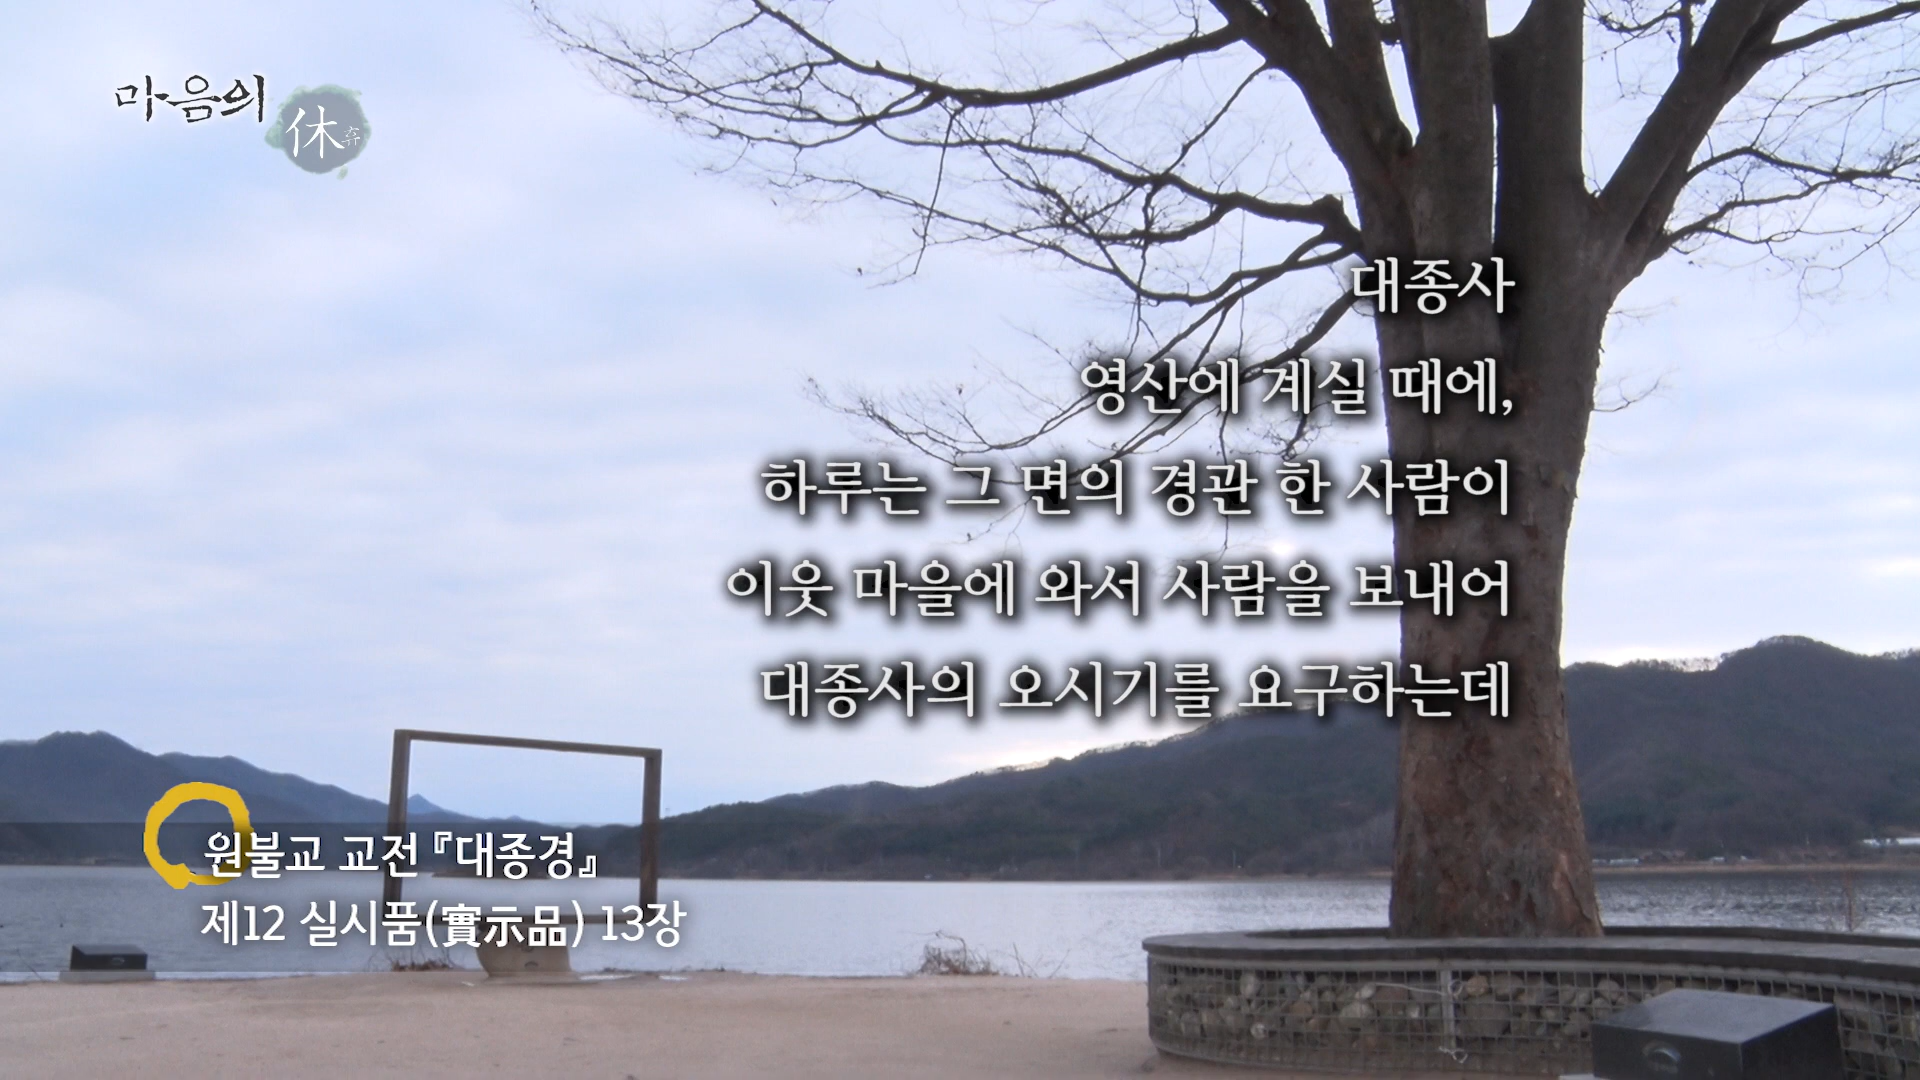 마음의 休 휴
대종사
영산에 계실 때에,
하루는 그 면의 경관 한 사람이
이웃 마을에 와서 사람을 보내어
대종사의 오시기를 요구하는데
원불교 교전『대종경』
제12 실시품(實示品) 13장